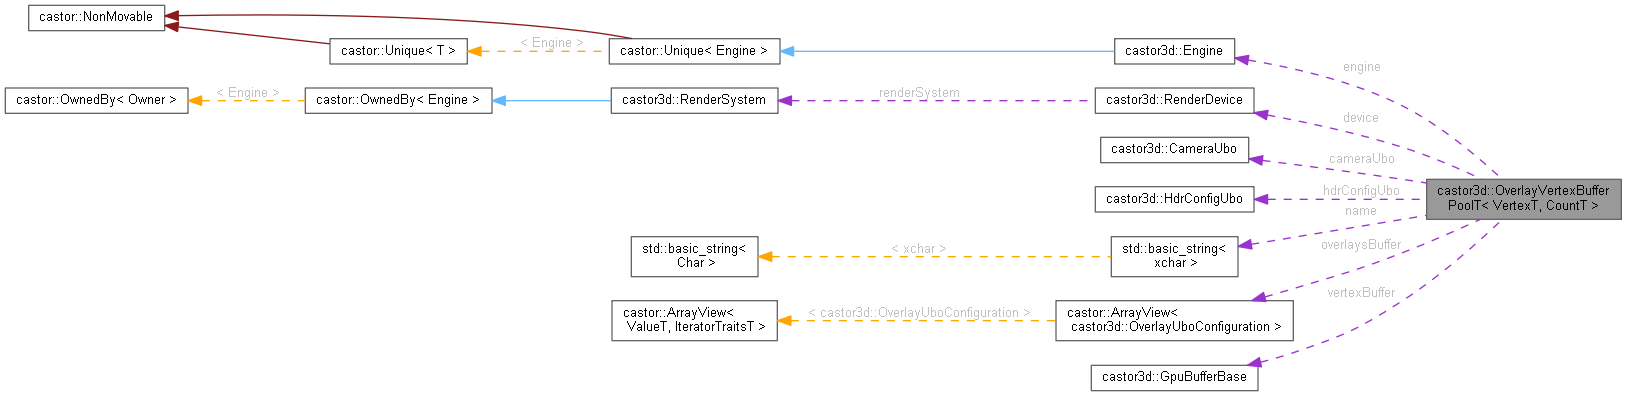 castor::NonMovable
castor::Unique< T >
< Engine >
castor::Unique< Engine >
castor3d::Engine
engine
castor::OwnedBy< Owner >
< Engine >
castor::OwnedBy< Engine >
castor3d::RenderSystem
renderSystem
castor3d::RenderDevice
device
castor3d::CameraUbo
cameraUbo
castor3d::HdrConfigUbo
hdrConfigUbo
castor3d::OverlayVertexBuffer
PoolT< VertexT, CountT >
name
std::basic_string<
Char >
< xchar >
std::basic_string<
xchar >
overlaysBuffer
castor::ArrayView<
ValueT, IteratorTraitsT >
< castor3d::OverlayUboConfiguration >
castor::ArrayView<
castor3d::OverlayUboConfiguration >
vertexBuffer
castor3d::GpuBufferBase